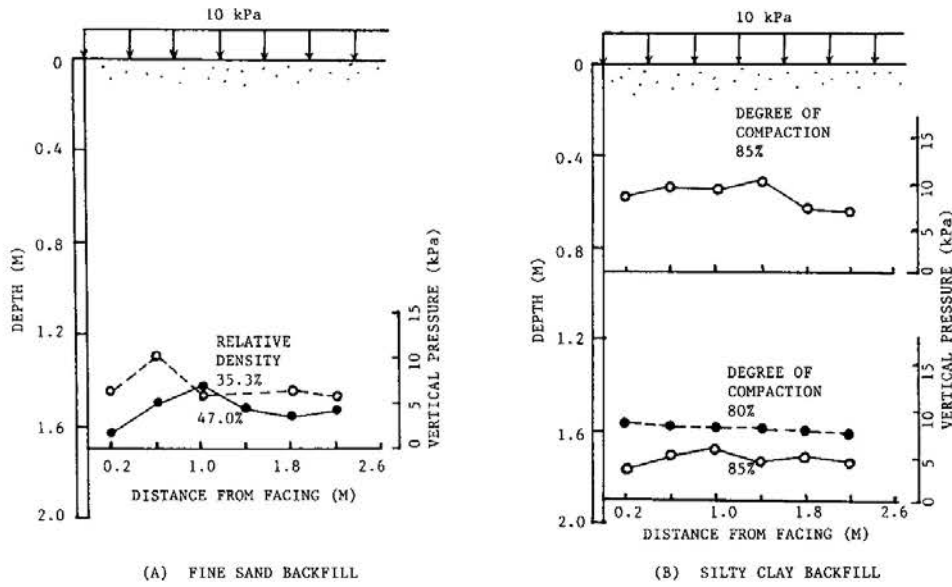 10 kPa
0
0.4
0.8
1.2
1.6
2.0
DEPTH (M)
RELATIVE
DENSITY
35.3%
47.0%
15
10
5
0
VERTICAL PRESSURE (kPa)
0.2
1.0
1.8
2.6
DISTANCE FROM FACING (M)
(A) FINE SAND BACKFILL
10 kPa
0
0.4
0.8
1.2
1.6
2.0
DEPTH (M)
DEGREE OF
COMPACTION
85%
15
10
5
0
DEGREE OF
COMPACTION
80%
85%
15
10
5
0
VERTICAL PRESSURE (kPa)
0.2
1.0
1.8
2.6
DISTANCE FROM FACING (M)
(B) SILTY CLAY BACKFILL